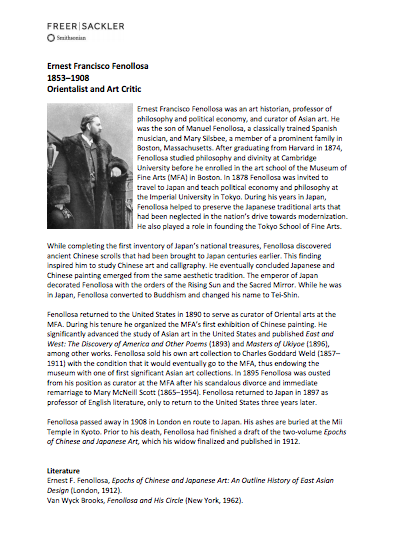 FREER|SACKLER
Smithsonian
Ernest Francisco Fenollosa
1853–1908
Orientalist and Art Critic
Ernest Francisco Fenollosa was an art historian, professor of
philosophy and political economy, and curator of Asian art. He
was the son of Manuel Fenollosa, a classically trained Spanish
musician, and Mary Silsbee, a member of a prominent family in
Boston, Massachusetts. After graduating from Harvard in 1874,
Fenollosa studied philosophy and divinity at Cambridge
University before he enrolled in the art school of the Museum of
Fine Arts (MFA) in Boston. In 1878 Fenollosa was invited to
travel to Japan and teach political economy and philosophy at
the Imperial University in Tokyo. During his years in Japan,
Fenollosa helped to preserve the Japanese traditional arts that
had been neglected in the nation's drive towards modernization.
He also played a role in founding the Tokyo School of Fine Arts.
While completing the first inventory of Japan's national treasures, Fenollosa discovered
ancient Chinese scrolls that had been brought to Japan centuries earlier. This finding
inspired him to study Chinese art and calligraphy. He eventually concluded Japanese and
Chinese painting emerged from the same aesthetic tradition. The emperor of Japan
decorated Fenollosa with the orders of the Rising Sun and the Sacred Mirror. While he was
in Japan, Fenollosa converted to Buddhism and changed his name to Tei-Shin.
Fenollosa returned to the United States in 1890 to serve as curator of Oriental arts at the
MFA. During his tenure he organized the MFA's first exhibition of Chinese painting. He
significantly advanced the study of Asian art in the United States and published East and
West: The Discovery of America and Other Poems (1893) and Masters of Ukiyoe (1896),
among other works. Fenollosa sold his own art collection to Charles Goddard Weld (1857–
1911) with the condition that it would eventually go to the MFA, thus endowing the
museum with one of first significant Asian art collections. In 1895 Fenollosa was ousted
from his position as curator at the MFA after his scandalous divorce and immediate
remarriage to Mary McNeill Scott (1865–1954). Fenollosa returned to Japan in 1897 as
professor of English literature, only to return to the United States three years later.
Fenollosa passed away in 1908 in London en route to Japan. His ashes are buried at the Mii
Temple in Kyoto. Prior to his death, Fenollosa had finished a draft of the two-volume Epochs
of Chinese and Japanese Art, which his widow finalized and published in 1912.
Literature
Ernest F. Fenollosa, Epochs of Chinese and Japanese Art: An Outline History of East Asian
Design (London, 1912).
Van Wyck Brooks, Fenollosa and His Circle (New York, 1962).